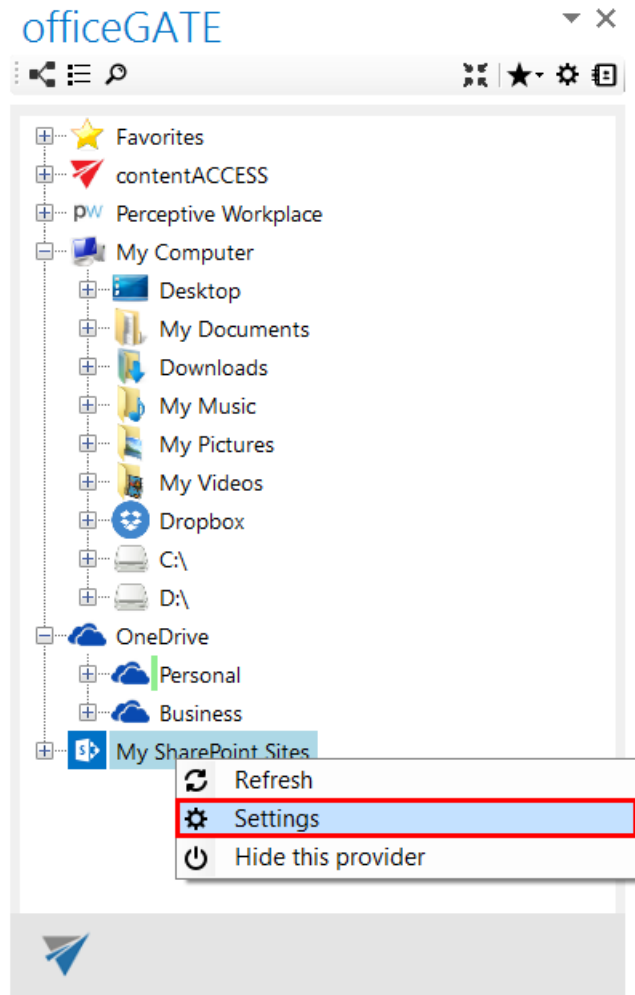 officeGATE
Favorites
contentACCESS
pw Perceptive Workplace
My Computer
Desktop
My Documents
Downloads
My Music
My Pictures
My Videos
Dropbox
C:\
D:\
OneDrive
Personal
Business
My SharePoint Sites
Refresh
Settings
Hide this provider